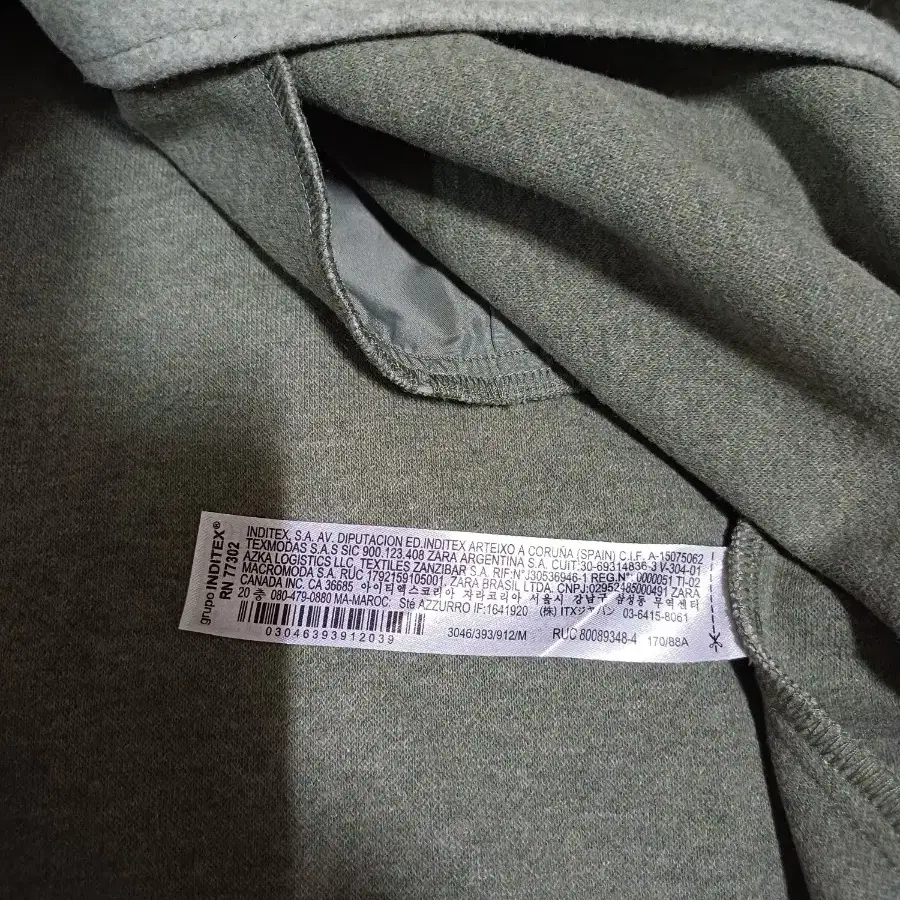 grupo INDITEX®
RN 77302
INDITEX, S.A. AV. DIPUTACION ED.INDITEX ARTEIXO A CORUÑA (SPAIN) C.I.F. A-15075062
TEXMODAS S.A.S SIC 900.123.408 ZARA ARGENTINA S.A. CUIT:30-69314836-3 V-304-01
AZKA LOGISTICS LLC TEXTILES ZANZIBAR S.A. RIF:N°J30536946-1 REG.N°: 0000051 TI-02
MACROMODA S.A. RUC 1792159105001. ZARA BRASIL LTDA. CNPJ:02952485000491 ZARA
CANADA INC. CA 36685 아이티엑스코리아 자라코리아 서울시 강남구 삼성동 무역센터
20 층 080-479-0880 MA-MAROC: Sté AZZURRO IF:1641920 (株) ITXジャパン 03-6415-8061
03046393912039
3046/393/912/M
RUC 80089348-4
170/88A